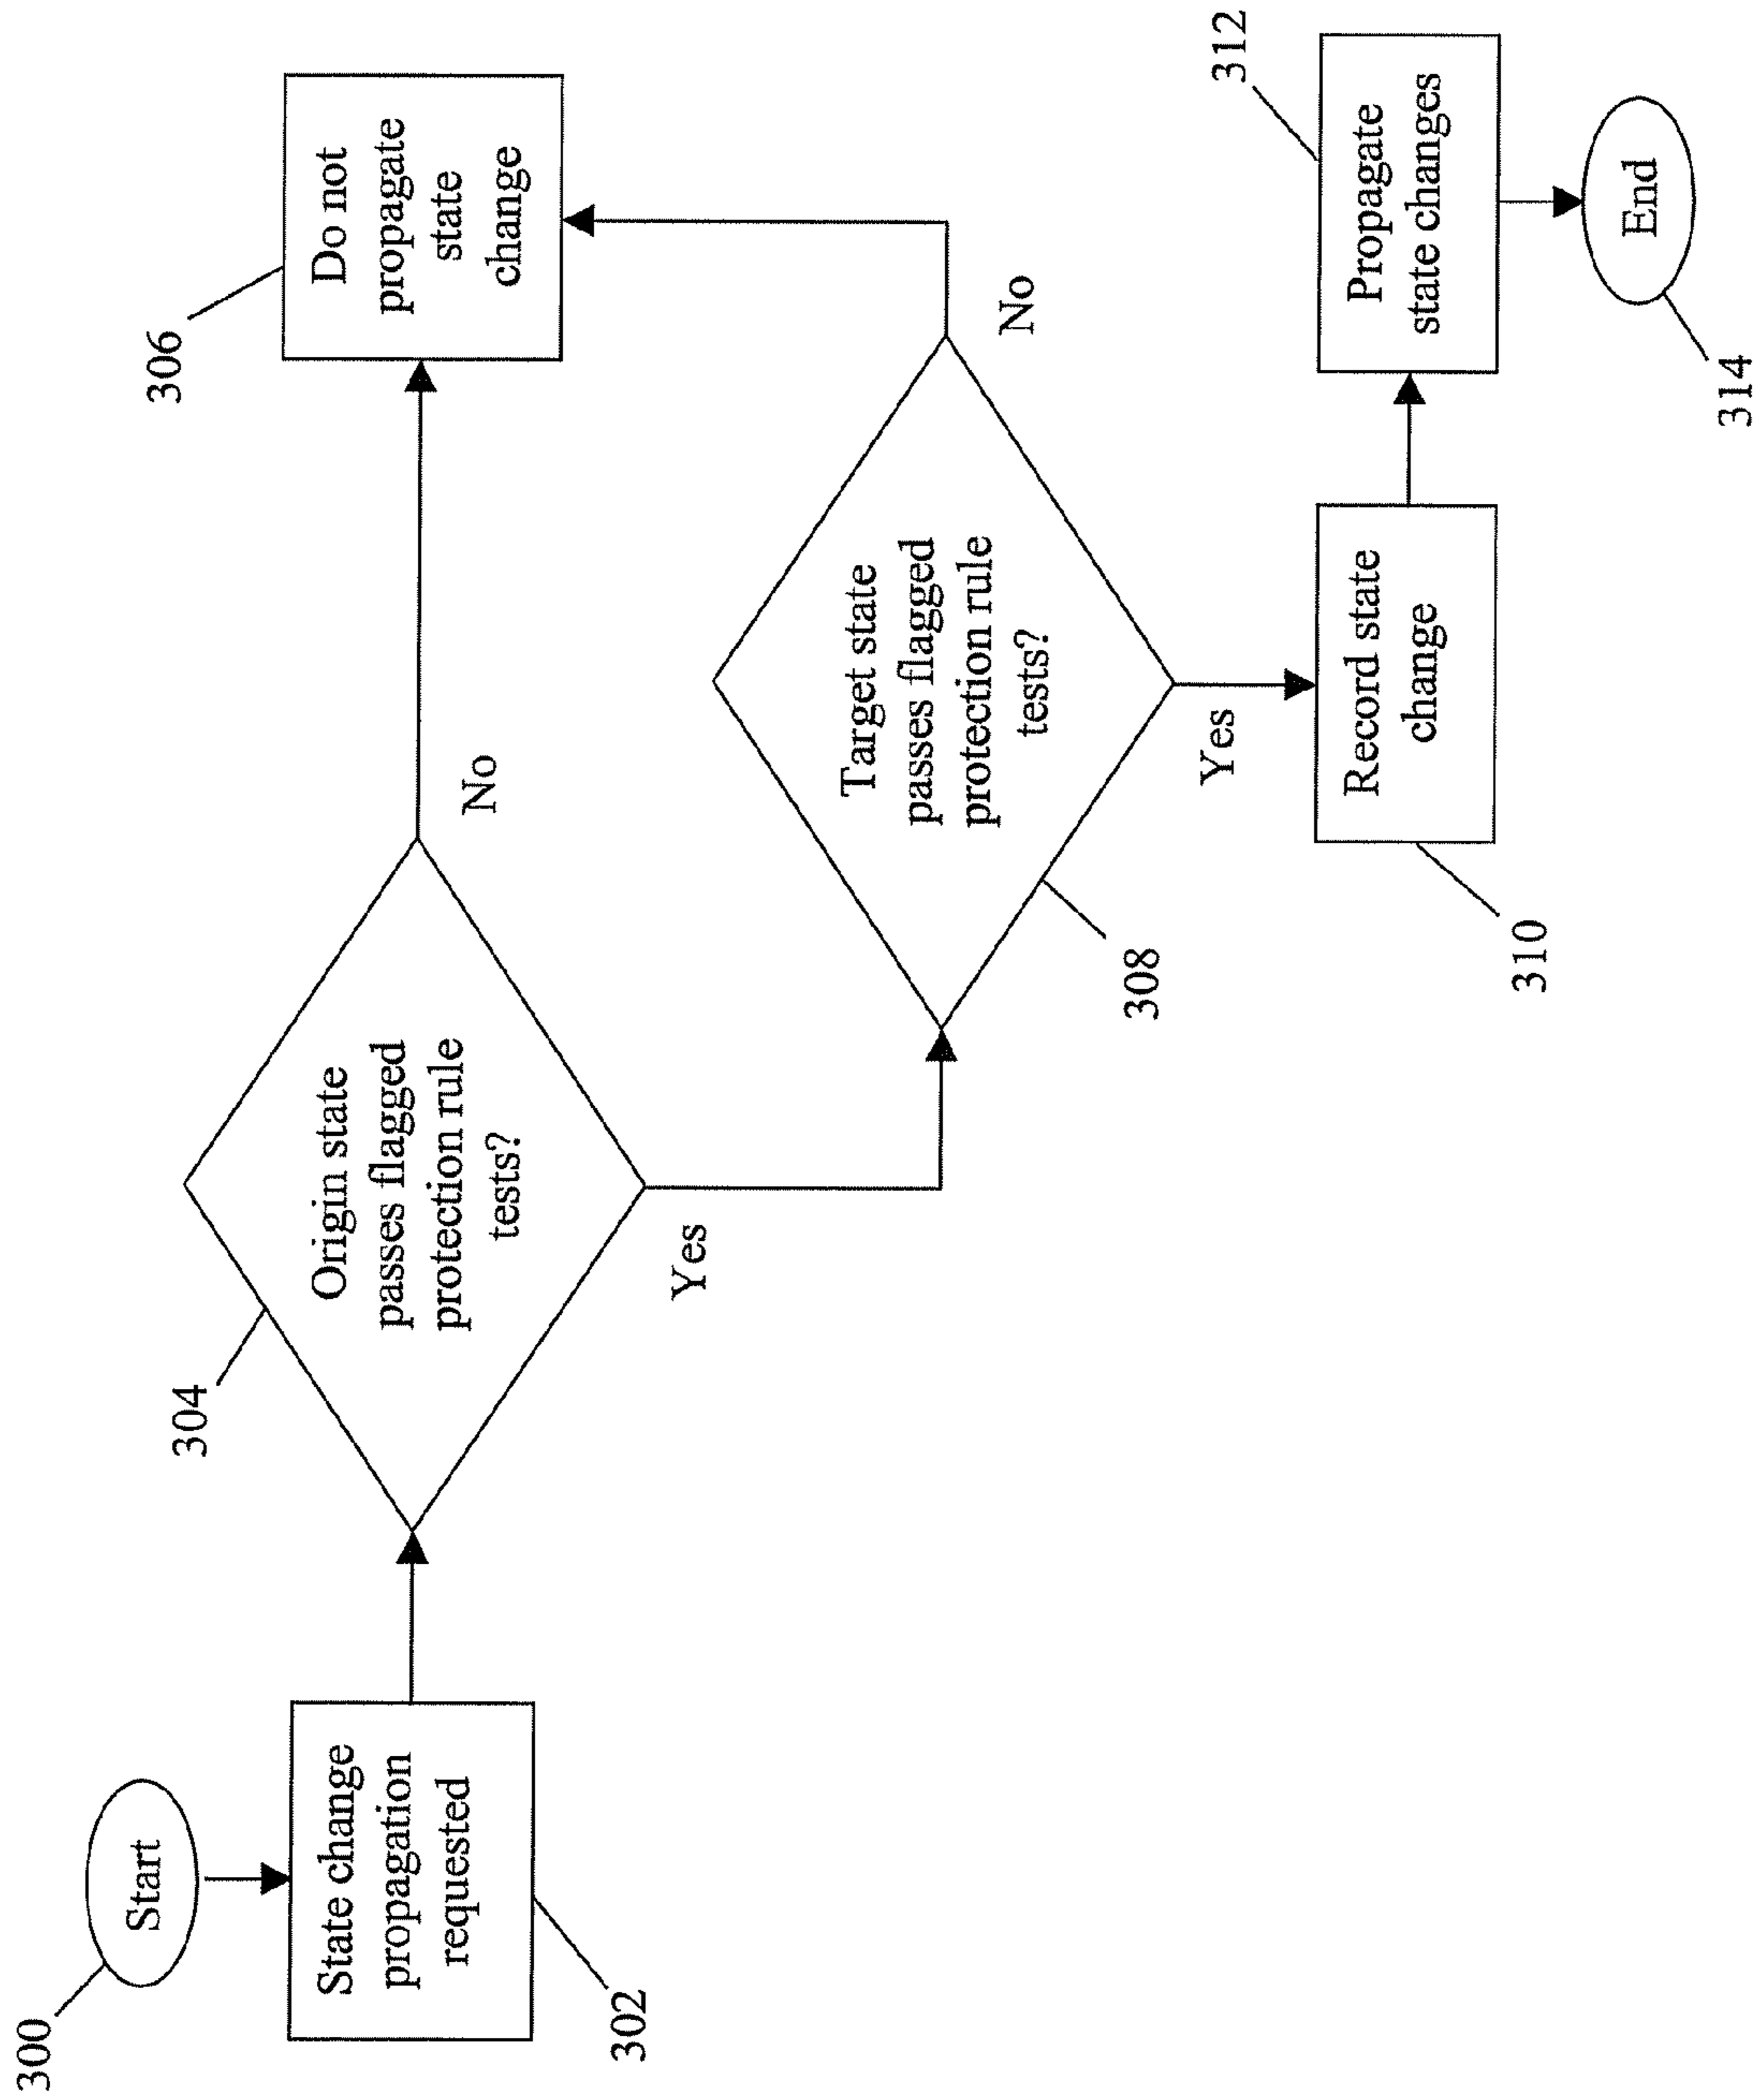 300
Start
State change
propagation
requested
302
304
Origin state
passes flagged
protection rule
tests?
No
Yes
306
Do not
propagate
state
change
Target state
passes flagged
protection rule
tests?
308
No
Yes
Record state
change
310
312
Propagate
state changes
End
314